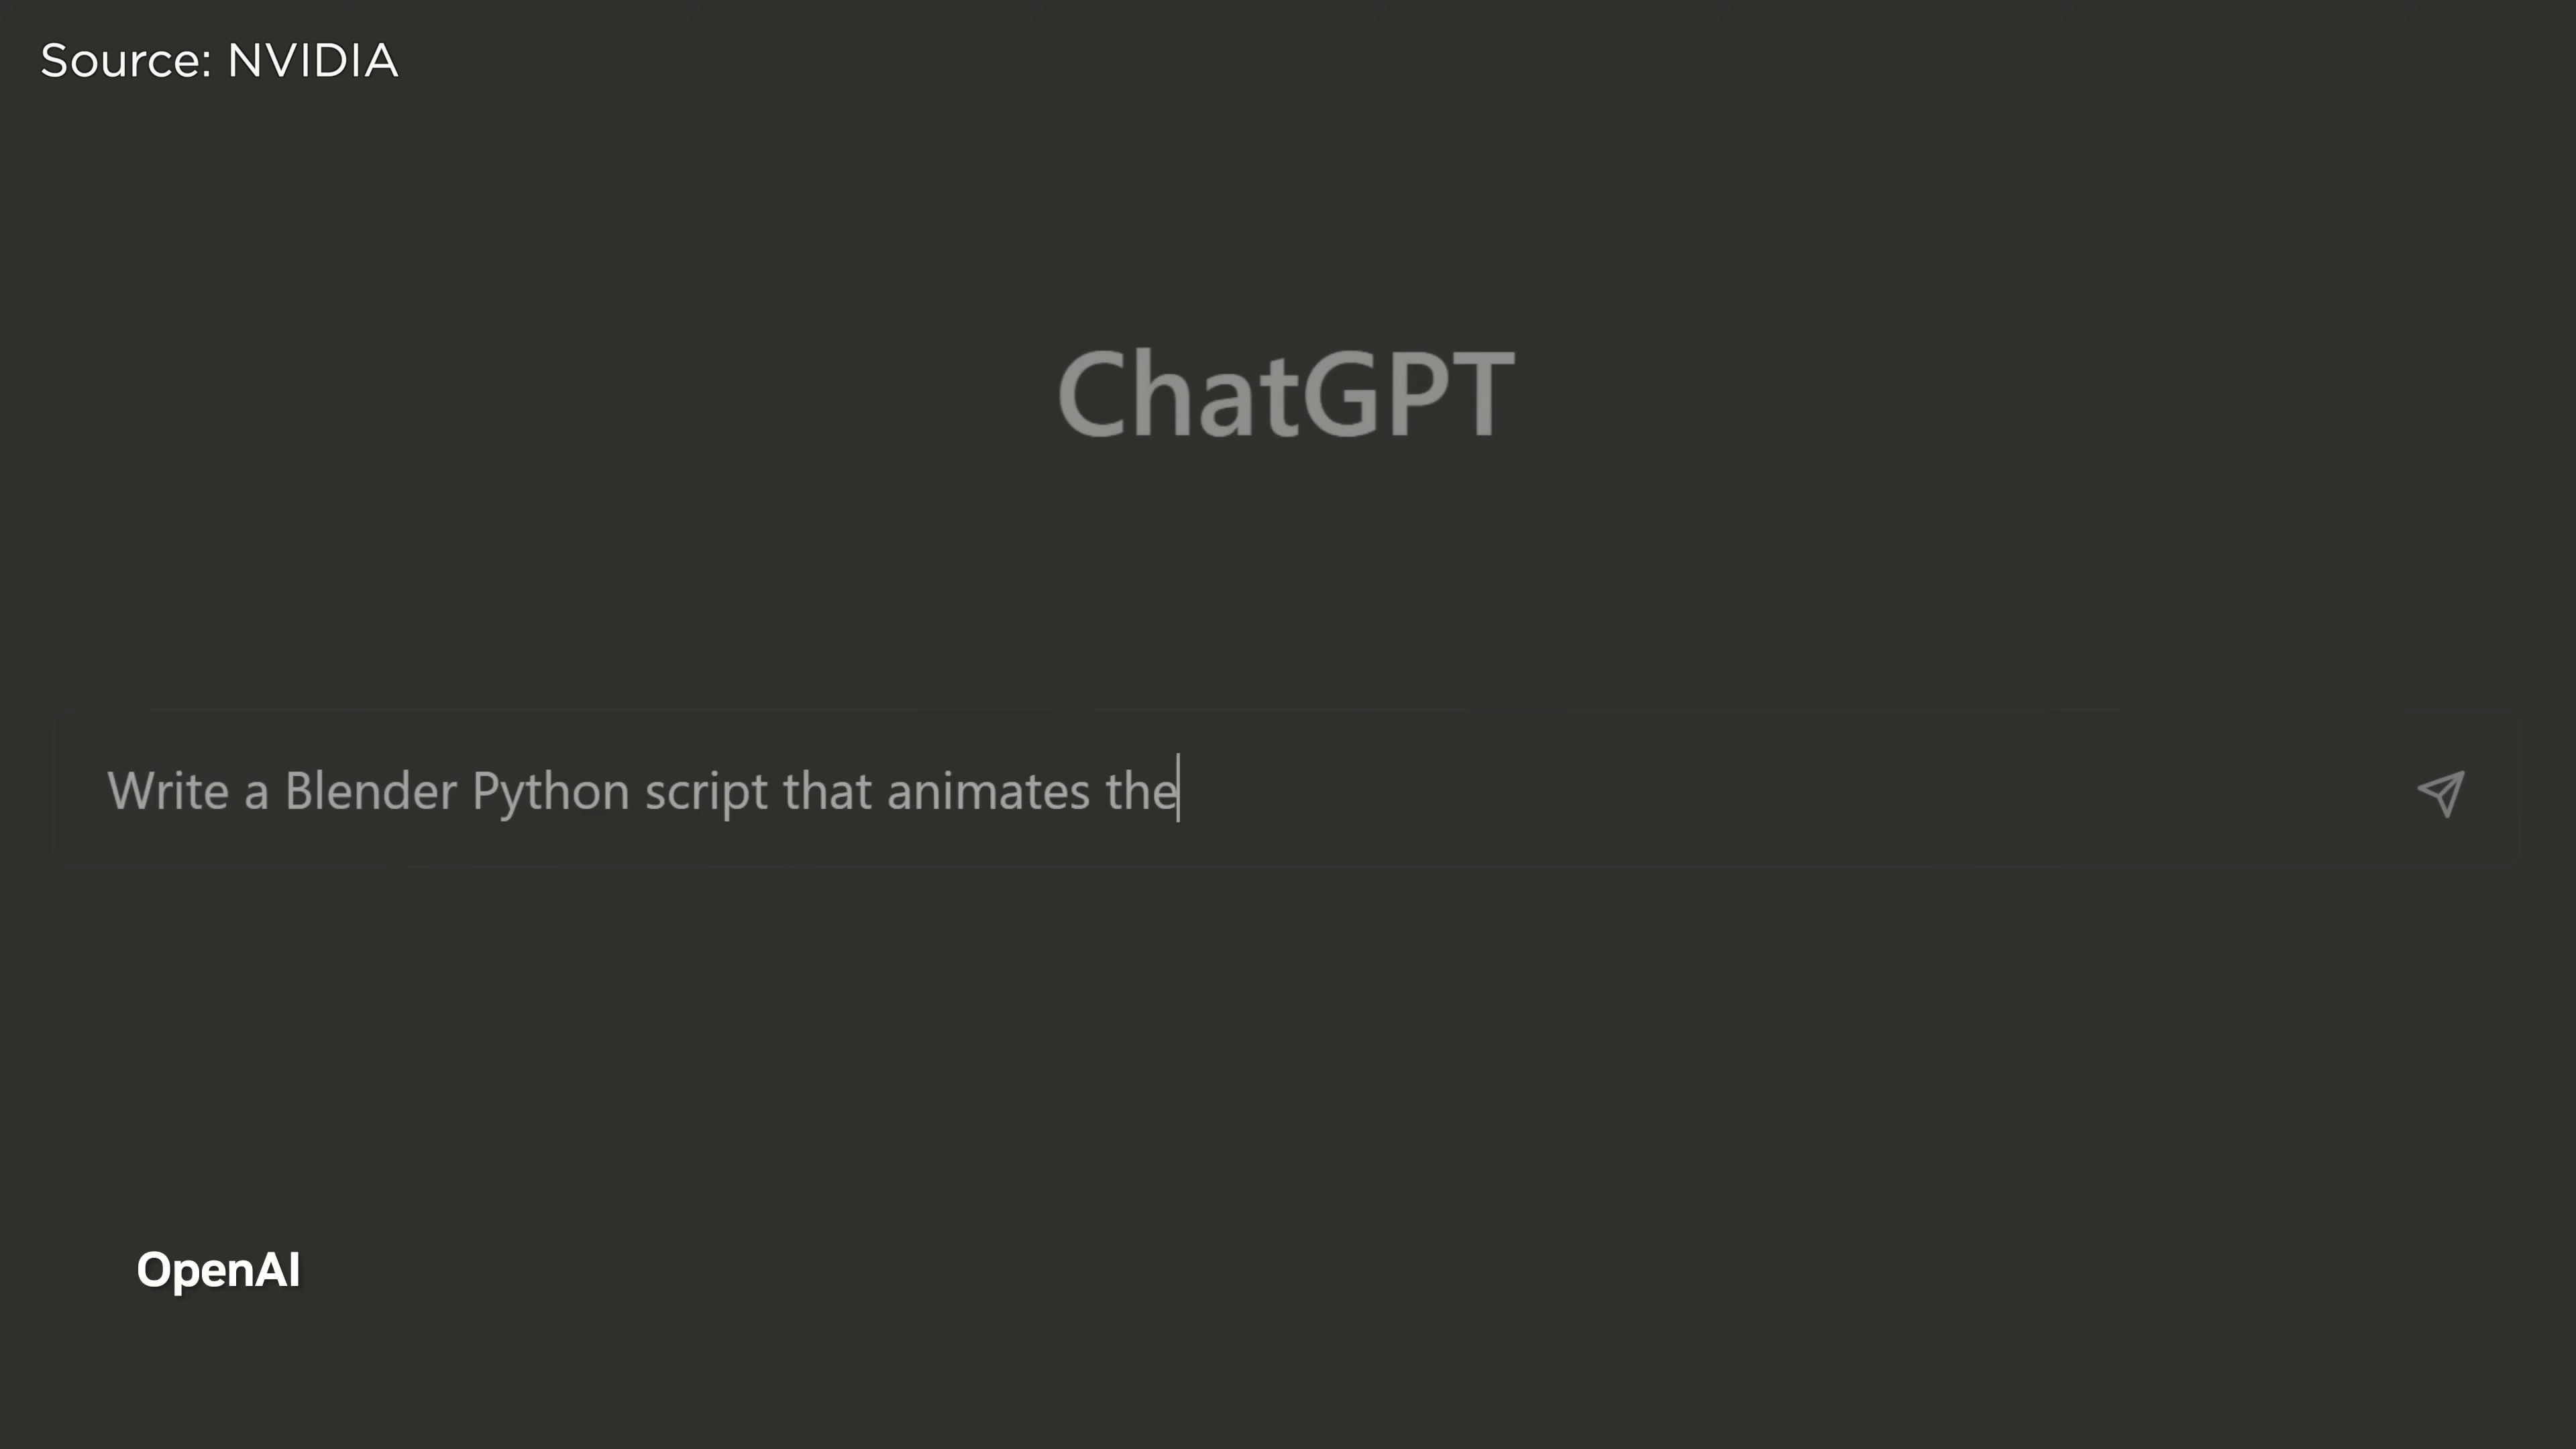 Source: NVIDIA
ChatGPT
Write a Blender Python script that animates the
OpenAI